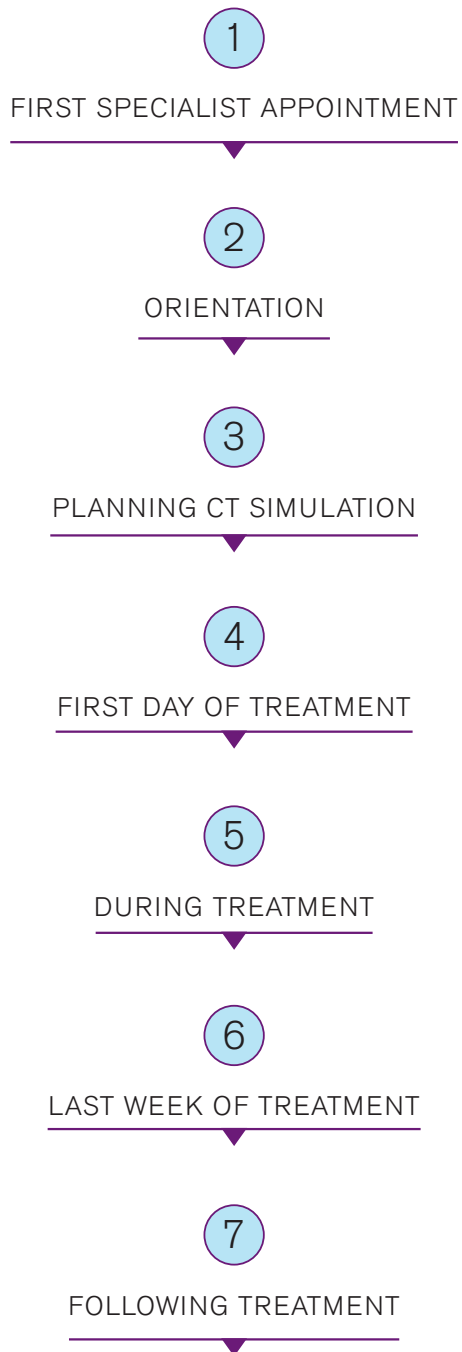 1
FIRST SPECIALIST APPOINTMENT
2
ORIENTATION
3
PLANNING CT SIMULATION
4
FIRST DAY OF TREATMENT
5
DURING TREATMENT
6
LAST WEEK OF TREATMENT
7
FOLLOWING TREATMENT